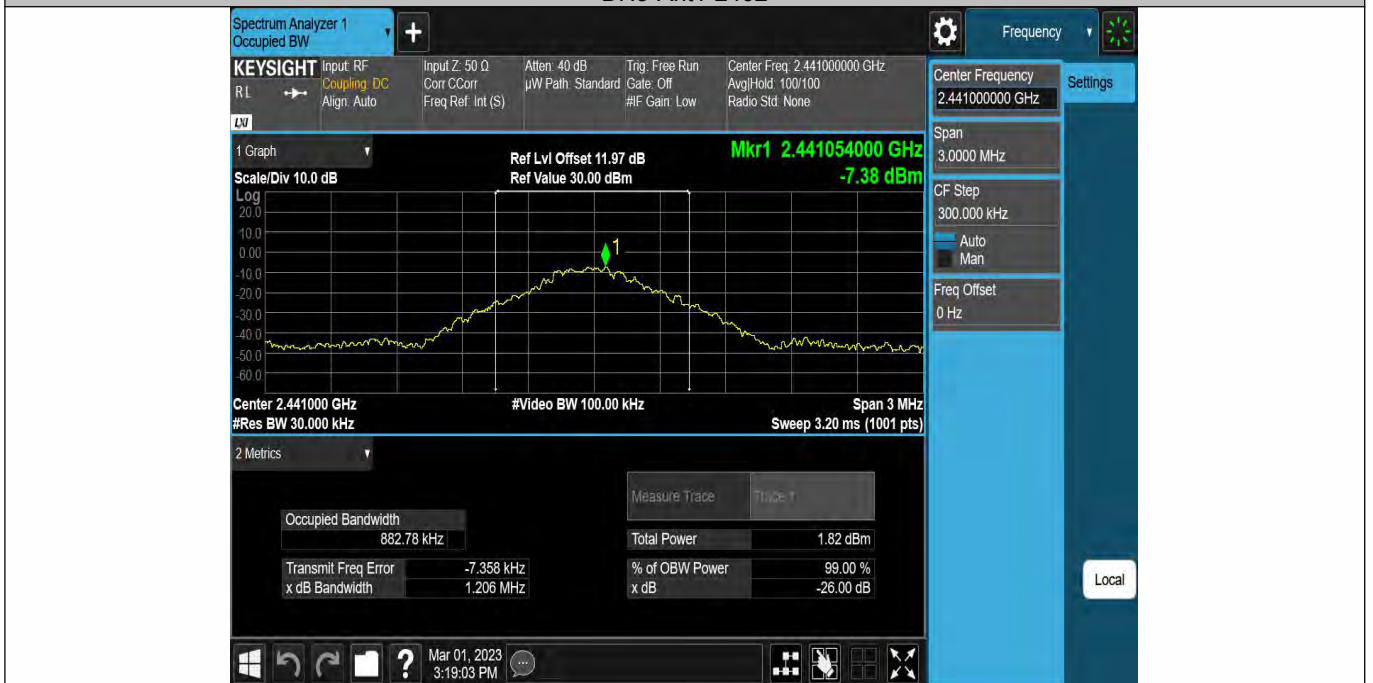 Spectrum Analyzer 1
Occupied BW
Frequency
KEYSIGHT
R L
LXI
Input: RF
Coupling: DC
Align: Auto
Input Z: 50 Ω
Corr CCorr
Freq Ref: Int (S)
Atten: 40 dB
µW Path: Standard
Trig: Free Run
Gate: Off
#IF Gain: Low
Center Freq: 2.441000000 GHz
Avg|Hold: 100/100
Radio Std: None
Center Frequency
2.441000000 GHz
Settings
Span
3.0000 MHz
CF Step
300.000 kHz
Auto
Man
Freq Offset
0 Hz
Local
1 Graph
Scale/Div 10.0 dB
Ref Lvl Offset 11.97 dB
Ref Value 30.00 dBm
Mkr1 2.441054000 GHz
-7.38 dBm
Log
20.0
10.0
0.00
-10.0
-20.0
-30.0
-40.0
-50.0
-60.0
1
Center 2.441000 GHz
#Video BW 100.00 kHz
Span 3 MHz
#Res BW 30.000 kHz
Sweep 3.20 ms (1001 pts)
2 Metrics
Measure Trace
Trace 1
Occupied Bandwidth
882.78 kHz
Total Power
1.82 dBm
Transmit Freq Error
-7.358 kHz
% of OBW Power
99.00 %
x dB Bandwidth
1.206 MHz
x dB
-26.00 dB
Mar 01, 2023
3:19:03 PM